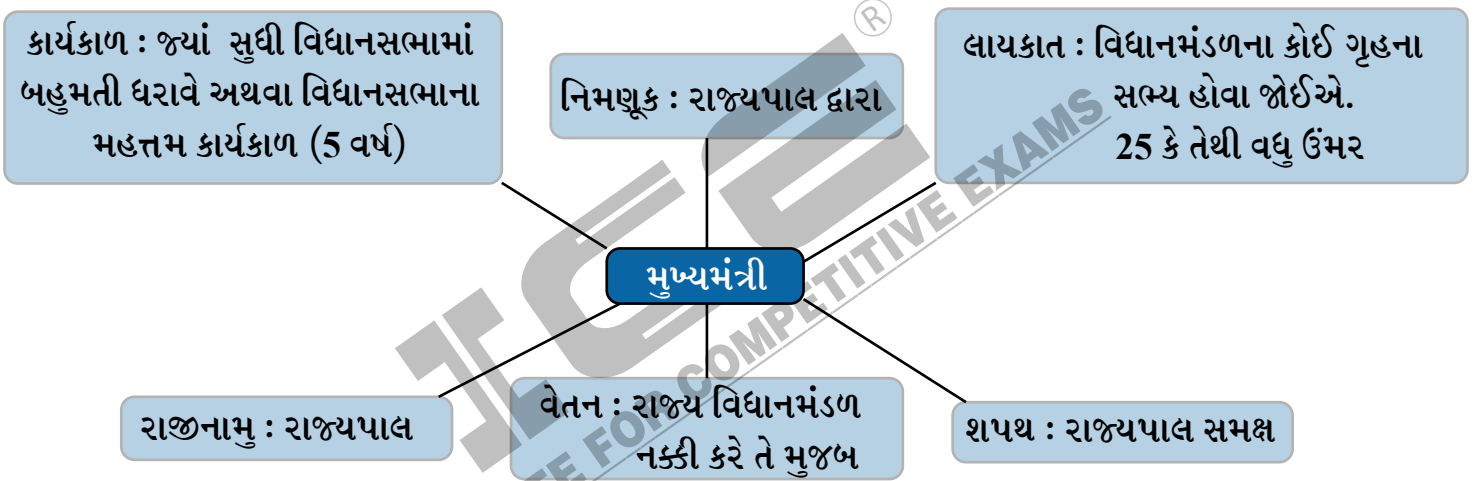 કાર્યકાળ : જ્યાં સુધી વિધાનસભામાં
બહુમતી ધરાવે અથવા વિધાનસભાના
મહત્તમ કાર્યકાળ (5 વર્ષ)
નિમણૂક : રાજ્યપાલ દ્વારા
લાયકાત : વિધાનમંડળના કોઈ ગૃહના
સભ્ય હોવા જોઈએ.
25 કે તેથી વધુ ઉંમર
મુખ્યમંત્રી
રાજીનામુ : રાજ્યપાલ
વેતન : રાજ્ય વિધાનમંડળ
નક્કી કરે તે મુજબ
શપથ : રાજ્યપાલ સમક્ષ
ICE
®
FOR COMPETITIVE EXAMS